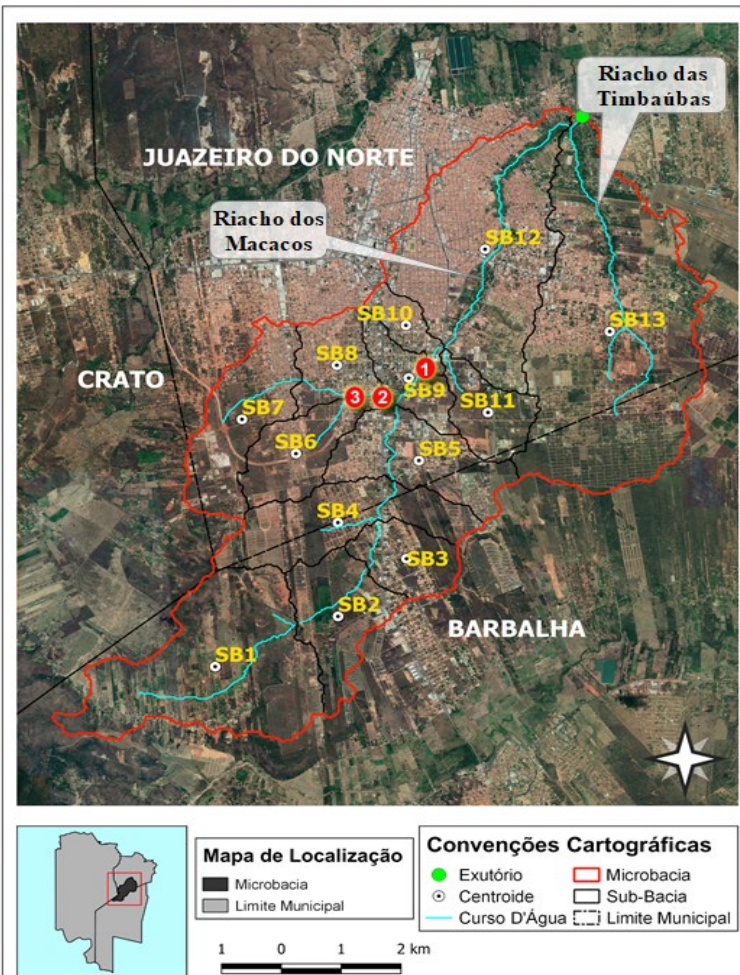 Riacho das
Timbaúbas
JUAZEIRO DO NORTE
Riacho dos
Macacos
SB12
SB13
SB10
SB8
1
CRATO
3
2
SB9
SB7
SB11
SB6
SB5
SB4
SB3
SB2
BARBALHA
SB1
Mapa de Localização
Microbacia
Limite Municipal
Convenções Cartográficas
Exutório
Microbacia
Centroide
Sub-Bacia
Curso D'Água
Limite Municipal
1 0 1 2 km